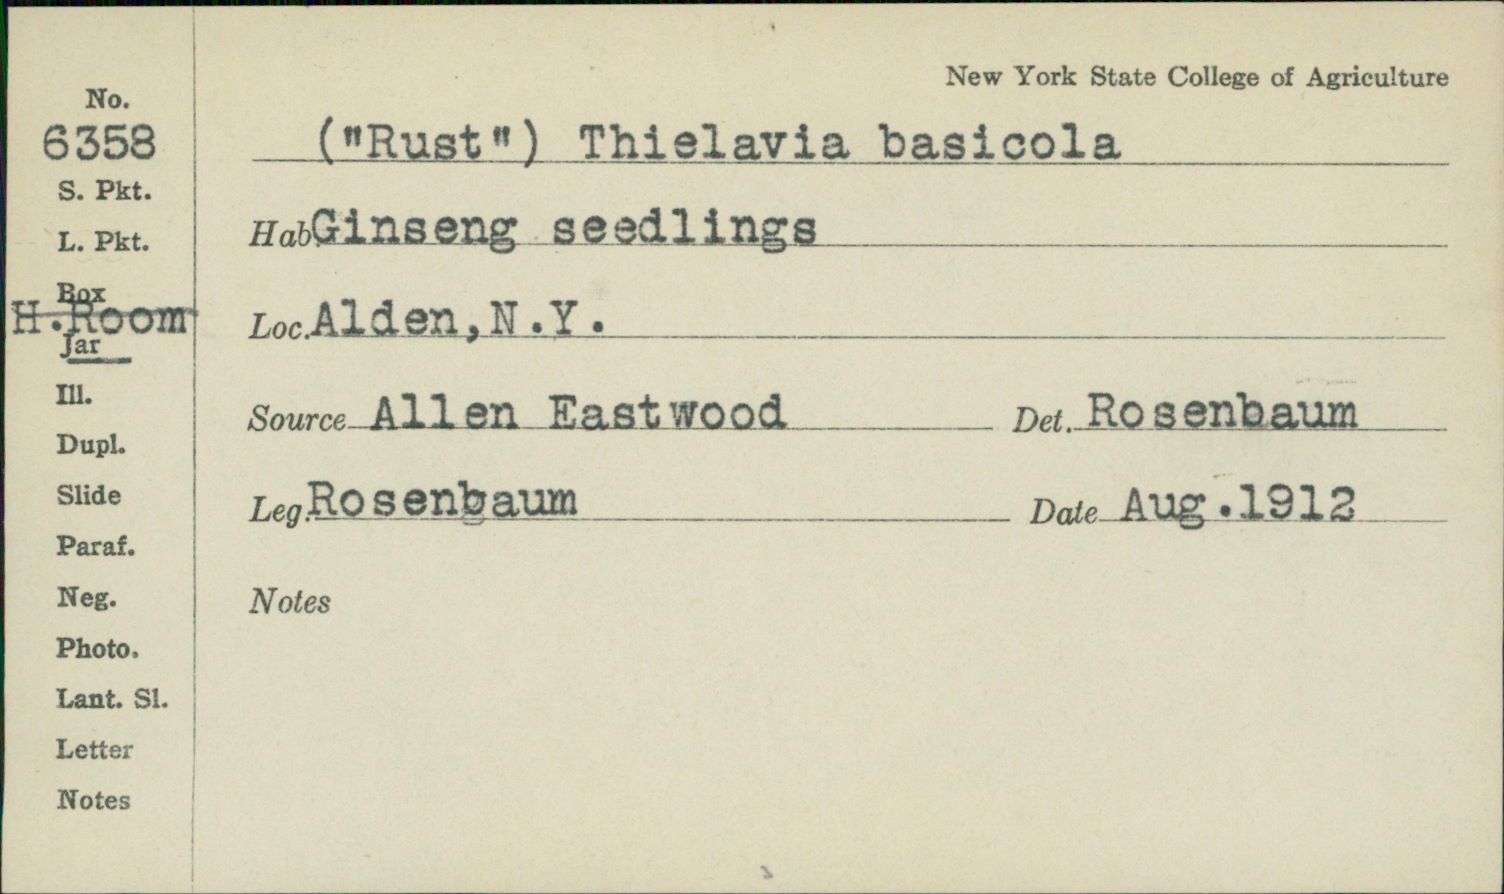 New York State College of Agriculture
No.
6358
S. Pkt.
L. Pkt.
Box
H.Room
Jar
Ill.
Dupl.
Slide
Paraf.
Neg.
Photo.
Lant. Sl.
Letter
Notes
("Rust") Thielavia basicola
Hab Ginseng seedlings
Loc. Alden,N.Y.
Source Allen Eastwood Det. Rosenbaum
Leg. Rosenbaum Date Aug.1912
Notes